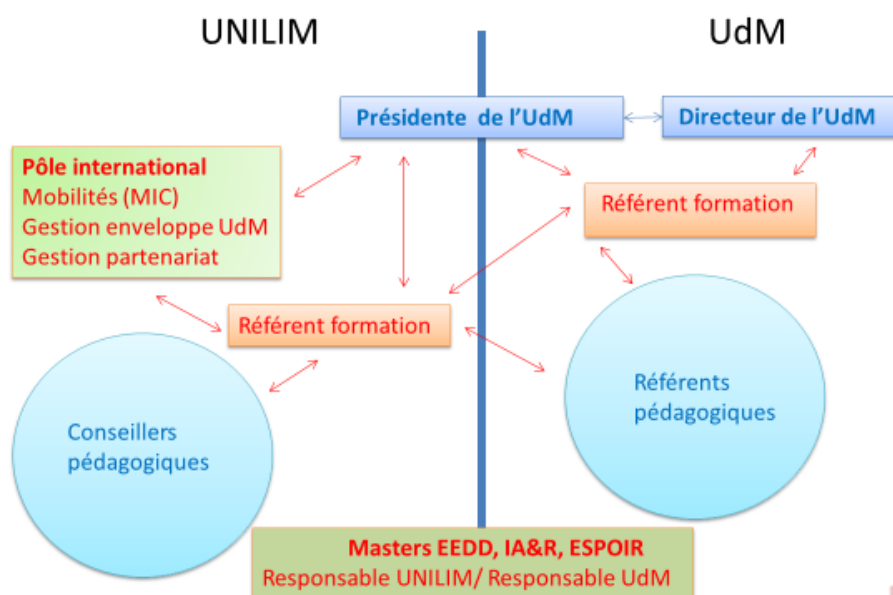 UNILIM
UdM
Présidente de l'UdM
Directeur de l'UdM
Pôle international
Mobilités (MIC)
Gestion enveloppe UdM
Gestion partenariat
Référent formation
Référent formation
Référents
pédagogiques
Conseillers
pédagogiques
Masters EEDD, IA&R, ESPOIR
Responsable UNILIM/ Responsable UdM